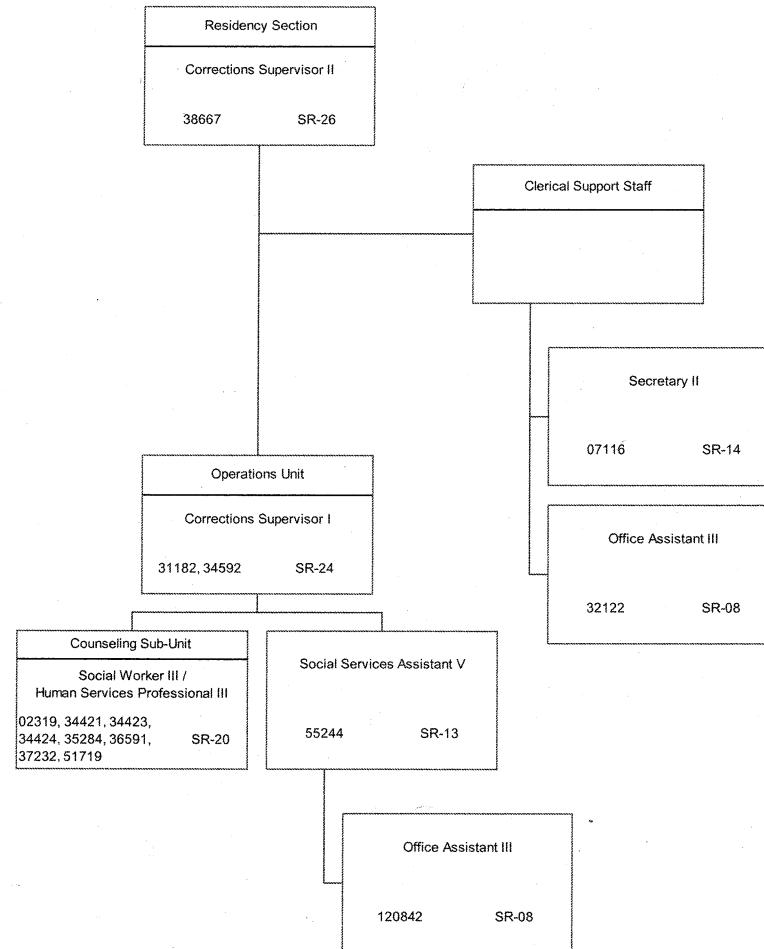 Residency Section
Corrections Supervisor II
38667 SR-26
Clerical Support Staff
Secretary II
07116 SR-14
Office Assistant III
32122 SR-08
Operations Unit
Corrections Supervisor I
31182, 34592 SR-24
Counseling Sub-Unit
Social Worker III /
Human Services Professional III
02319, 34421, 34423,
34424, 35284, 36591, SR-20
37232, 51719
Social Services Assistant V
55244 SR-13
Office Assistant III
120842 SR-08